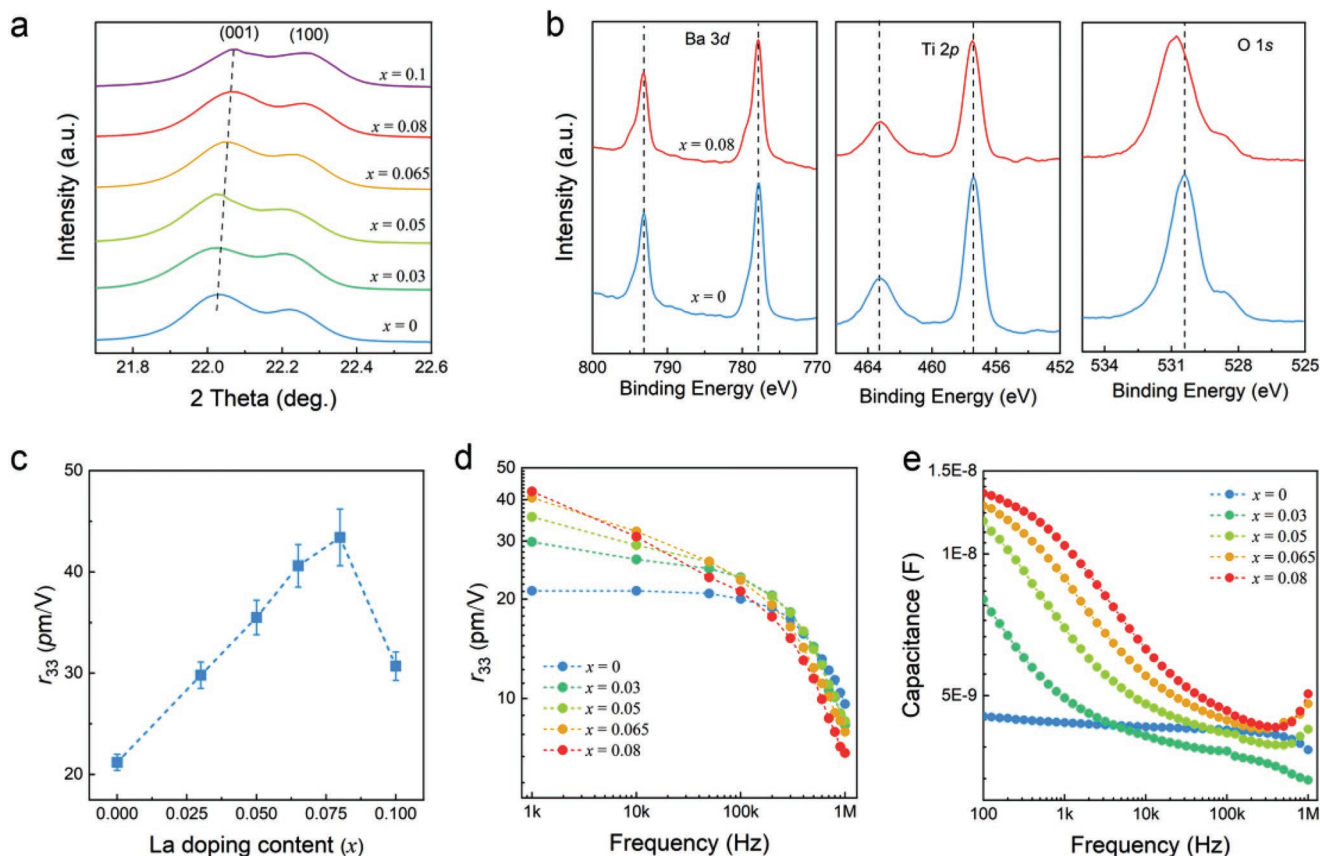 a
(001) (100)
x = 0.1
x = 0.08
x = 0.065
x = 0.05
x = 0.03
x = 0
Intensity (a.u.)
21.8 22.0 22.2 22.4 22.6
2 Theta (deg.)
b
Ba 3d
x = 0.08
x = 0
Intensity (a.u.)
800 790 780 770
Binding Energy (eV)
Ti 2p
464 460 456 452
Binding Energy (eV)
O 1s
534 531 528 525
Binding Energy (eV)
c
50
40
30
20
r33 (pm/V)
0.000 0.025 0.050 0.075 0.100
La doping content (x)
d
50
40
30
20
10
r33 (pm/V)
x = 0
x = 0.03
x = 0.05
x = 0.065
x = 0.08
1k 10k 100k 1M
Frequency (Hz)
e
1.5E-8
1E-8
5E-9
Capacitance (F)
x = 0
x = 0.03
x = 0.05
x = 0.065
x = 0.08
100 1k 10k 100k 1M
Frequency (Hz)